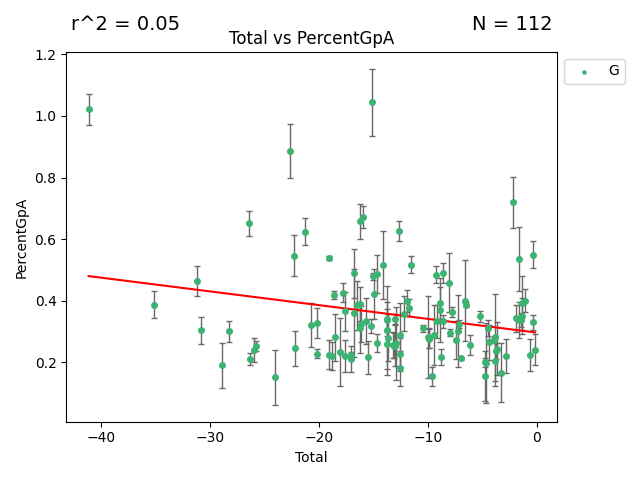 r^2 = 0.05
N = 112
Total vs PercentGpA
G
1.2
1.0
0.8
0.6
0.4
0.2
PercentGpA
−40
−30
−20
−10
0
Total